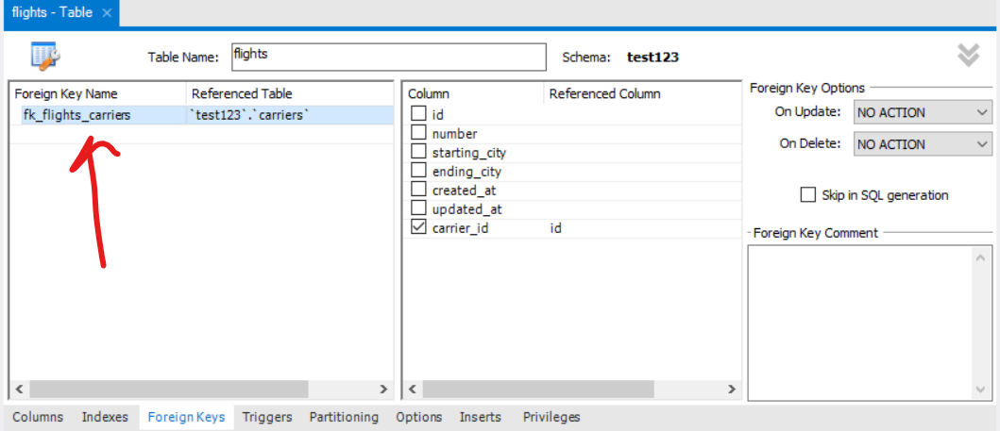 flights - Table
Table Name: flights Schema: test123
Foreign Key Name Referenced Table
fk_flights_carriers `test123`.`carriers`
Column Referenced Column
id
number
starting_city
ending_city
created_at
updated_at
carrier_id id
Foreign Key Options
On Update: NO ACTION
On Delete: NO ACTION
Skip in SQL generation
Foreign Key Comment
Columns Indexes Foreign Keys Triggers Partitioning Options Inserts Privileges